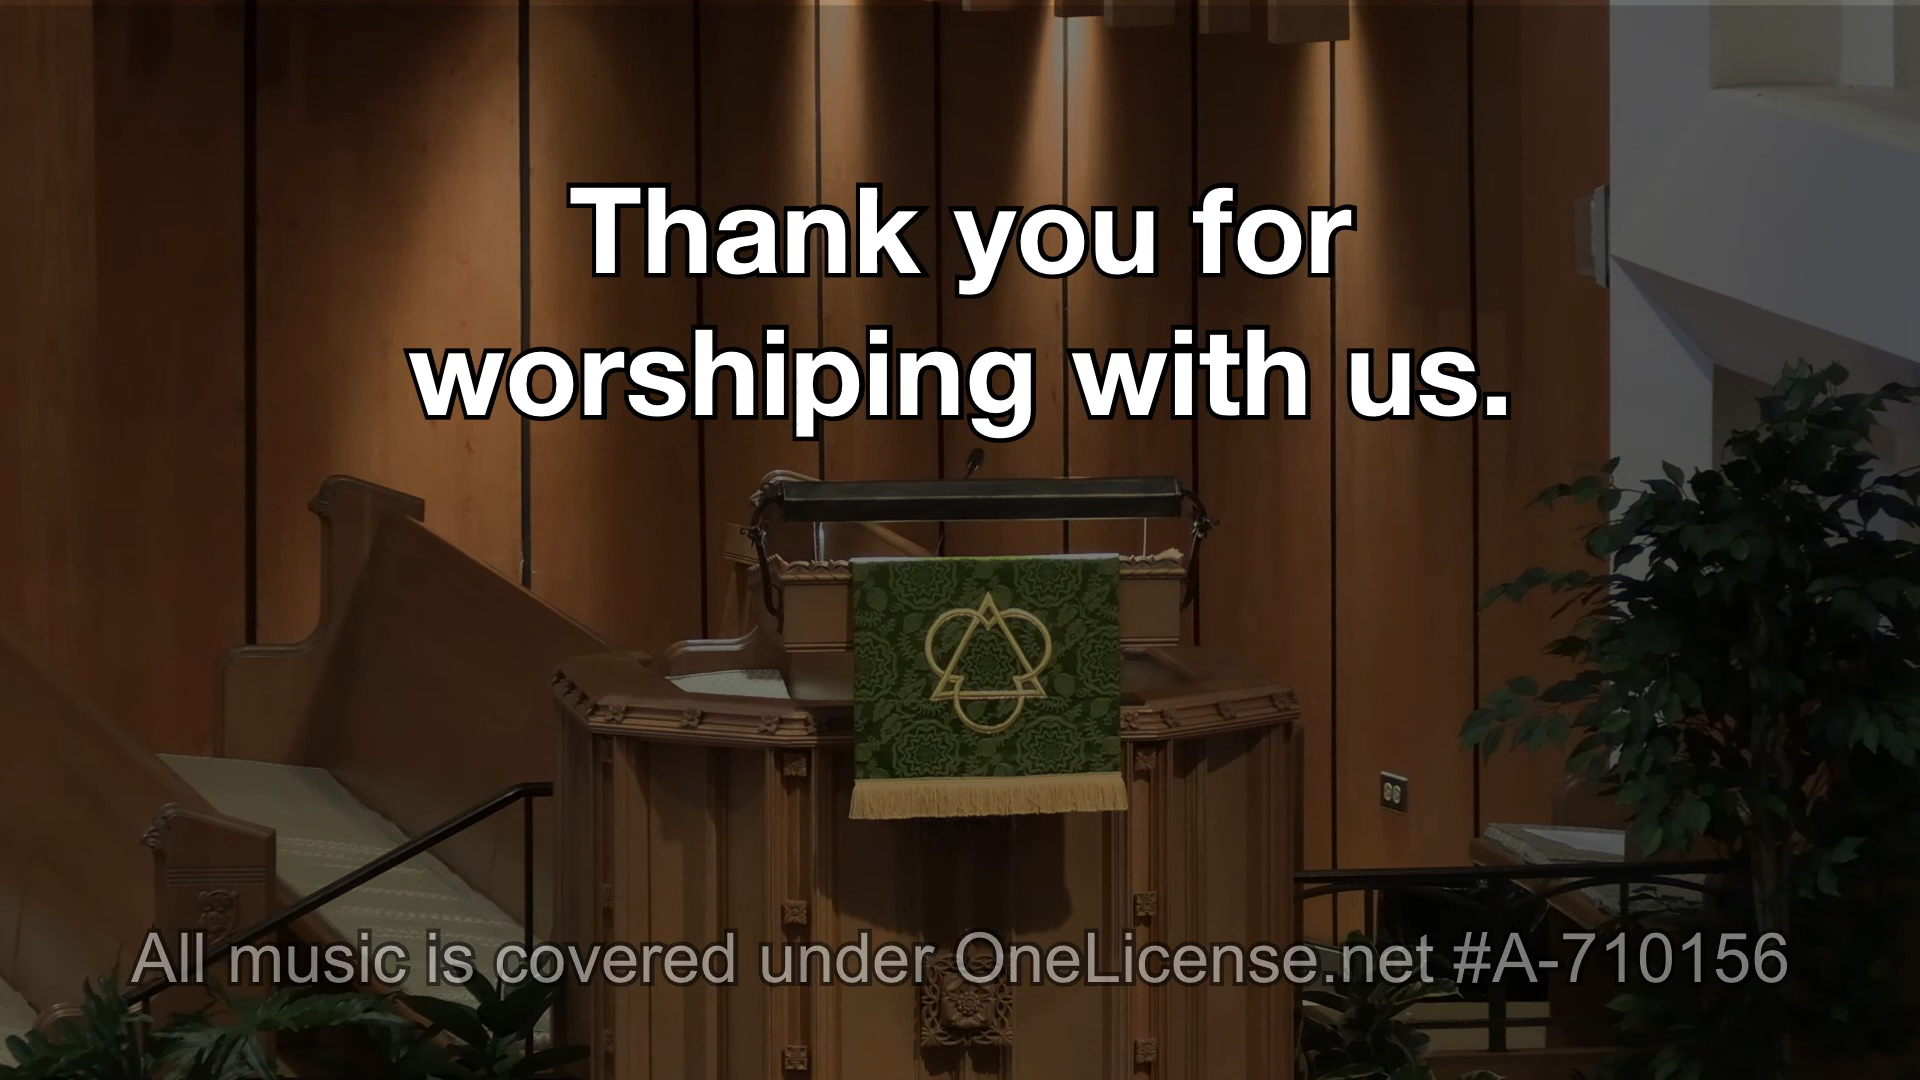 Thank you for
worshiping with us.
All music is covered under OneLicense.net #A-710156